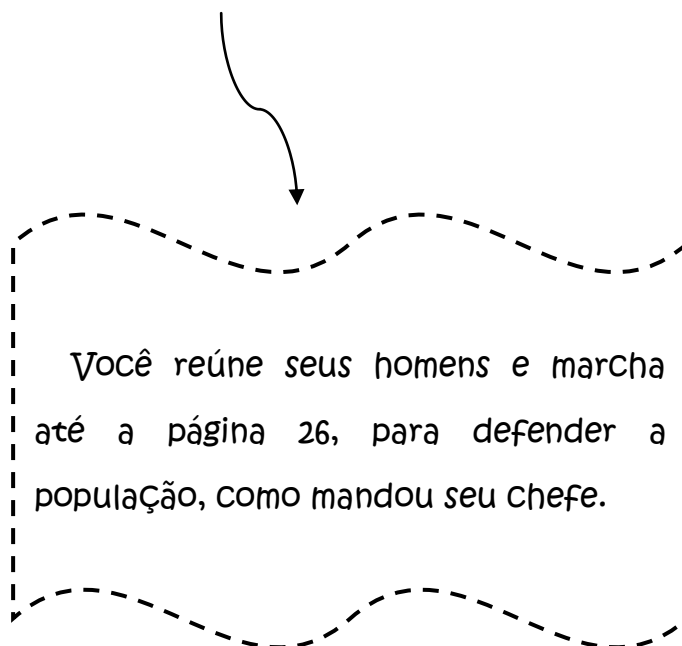 Você reúne seus homens e marcha
até a página 26, para defender a
população, como mandou seu chefe.